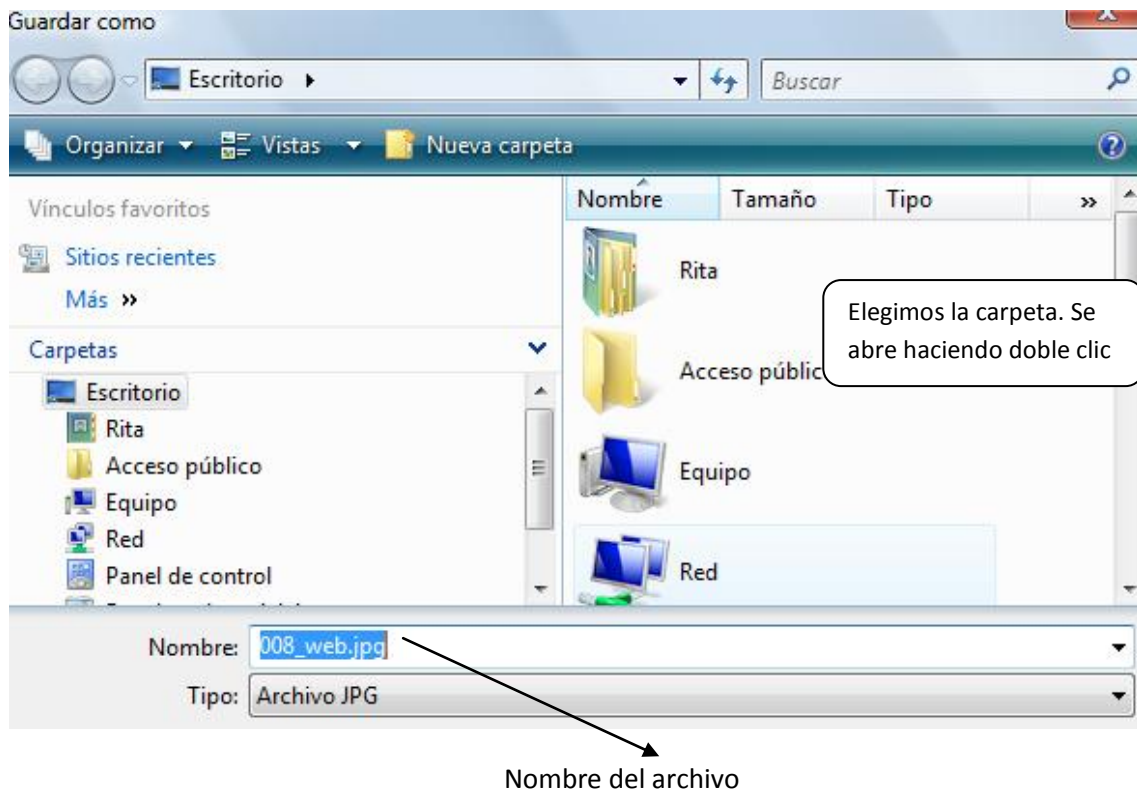 Guardar como
Escritorio
Buscar
Organizar Vistas Nueva carpeta
Vínculos favoritos
Sitios recientes
Más »
Carpetas
Escritorio
Rita
Acceso público
Equipo
Red
Panel de control
Nombre Tamaño Tipo »
Rita
Acceso públic
Equipo
Red
Elegimos la carpeta. Se
abre haciendo doble clic
Nombre: 008_web.jpg
Tipo: Archivo JPG
Nombre del archivo